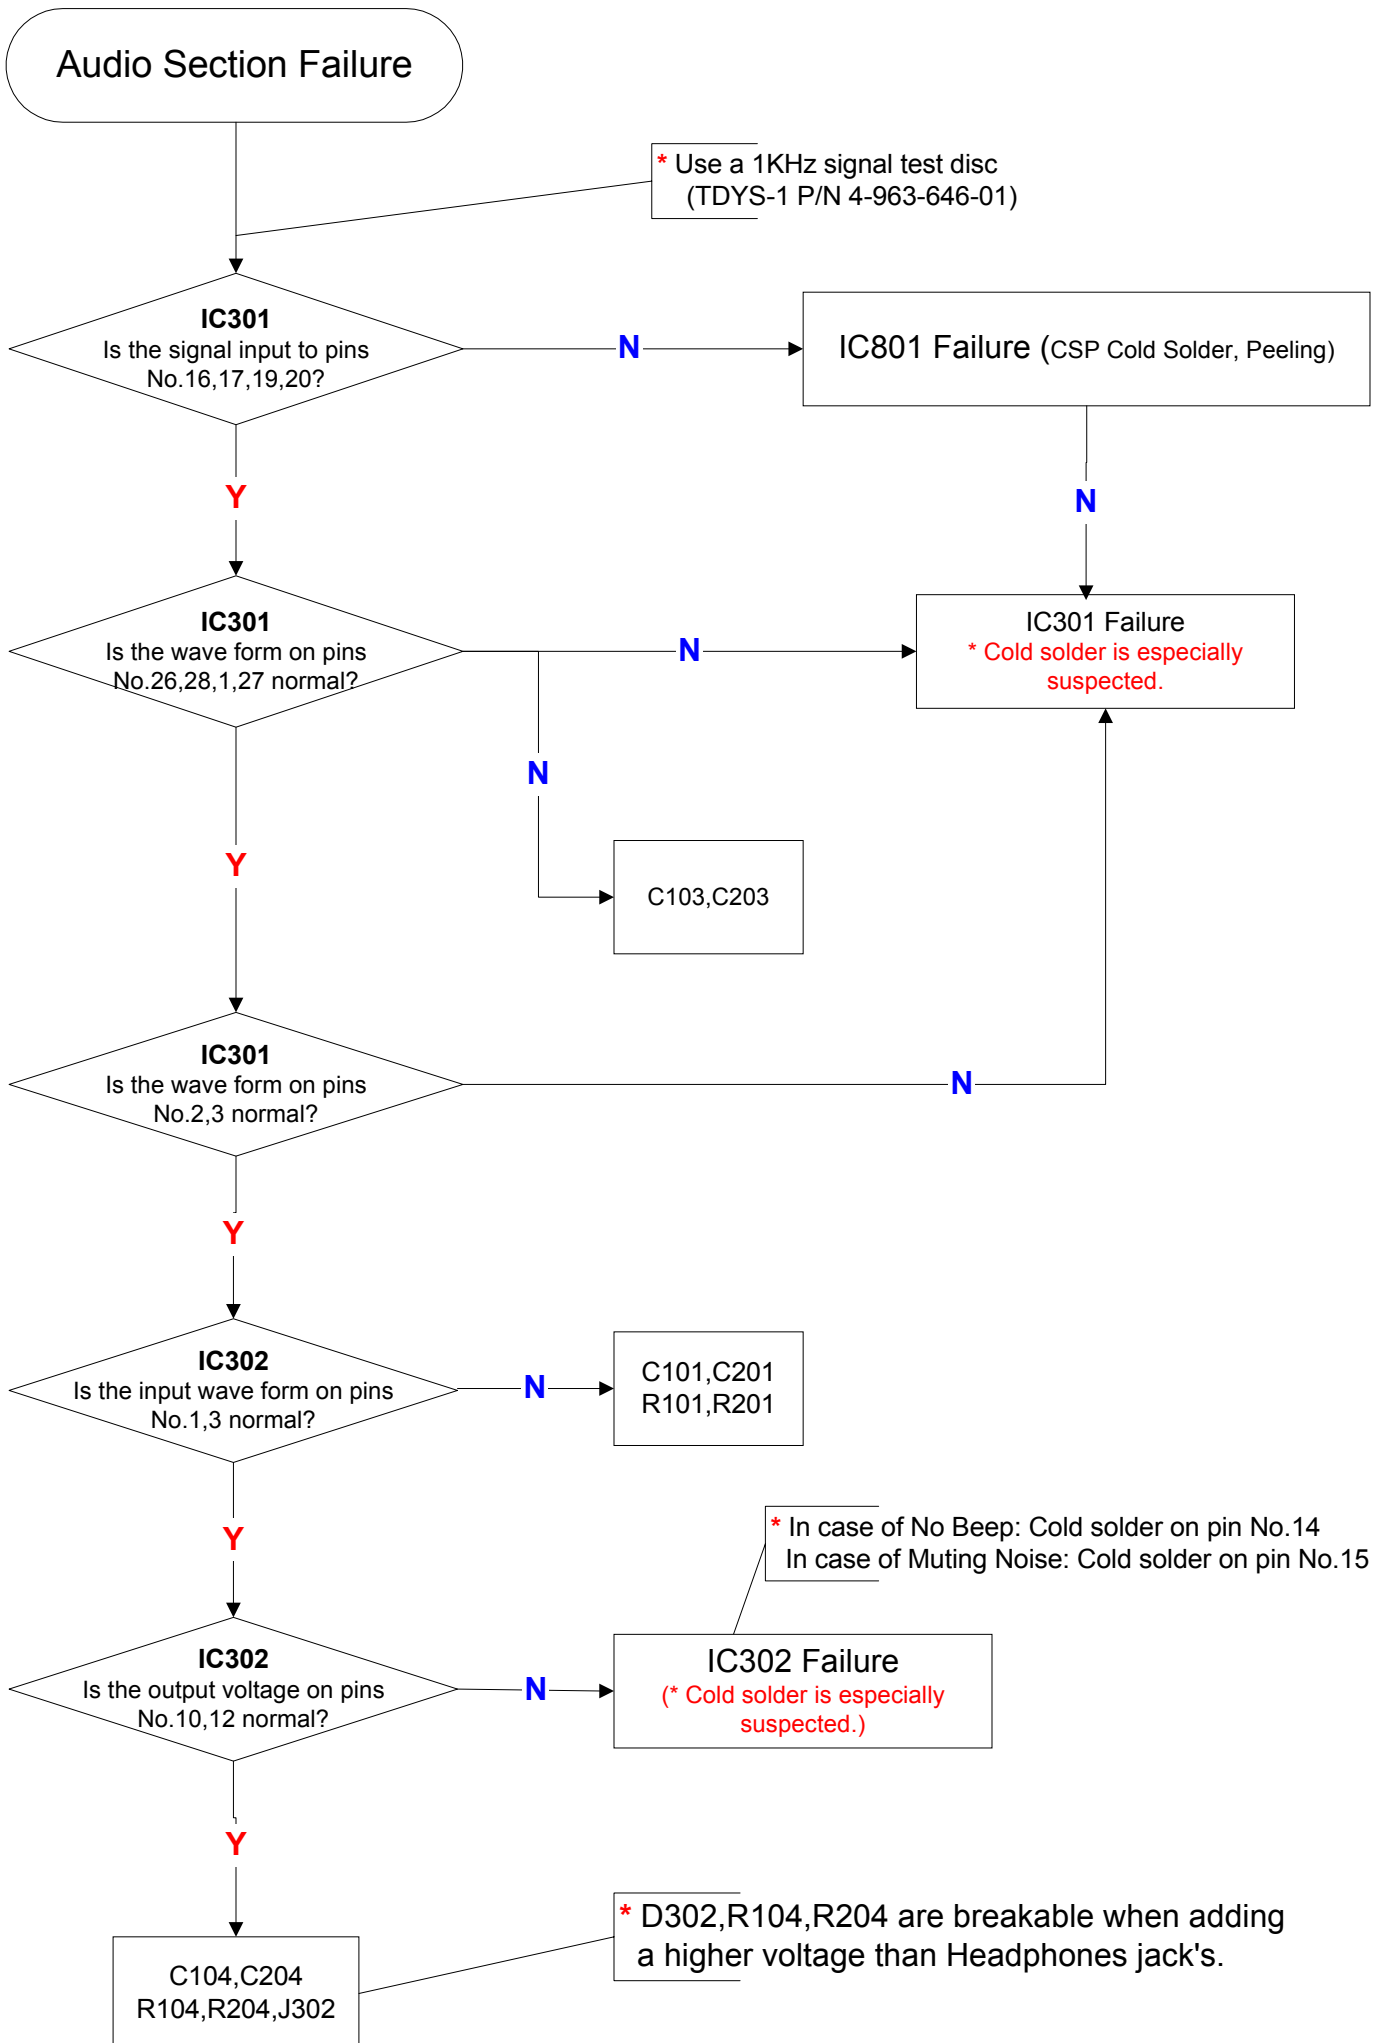 Audio Section Failure
* Use a 1KHz signal test disc
(TDYS-1 P/N 4-963-646-01)
IC301
Is the signal input to pins
No.16,17,19,20?
N
IC801 Failure (CSP Cold Solder, Peeling)
Y
N
IC301
Is the wave form on pins
No.26,28,1,27 normal?
N
IC301 Failure
* Cold solder is especially
suspected.
N
Y
C103,C203
IC301
Is the wave form on pins
No.2,3 normal?
N
Y
IC302
Is the input wave form on pins
No.1,3 normal?
N
C101,C201
R101,R201
Y
* In case of No Beep: Cold solder on pin No.14
In case of Muting Noise: Cold solder on pin No.15
IC302
Is the output voltage on pins
No.10,12 normal?
N
IC302 Failure
(* Cold solder is especially
suspected.)
Y
* D302,R104,R204 are breakable when adding
a higher voltage than Headphones jack's.
C104,C204
R104,R204,J302